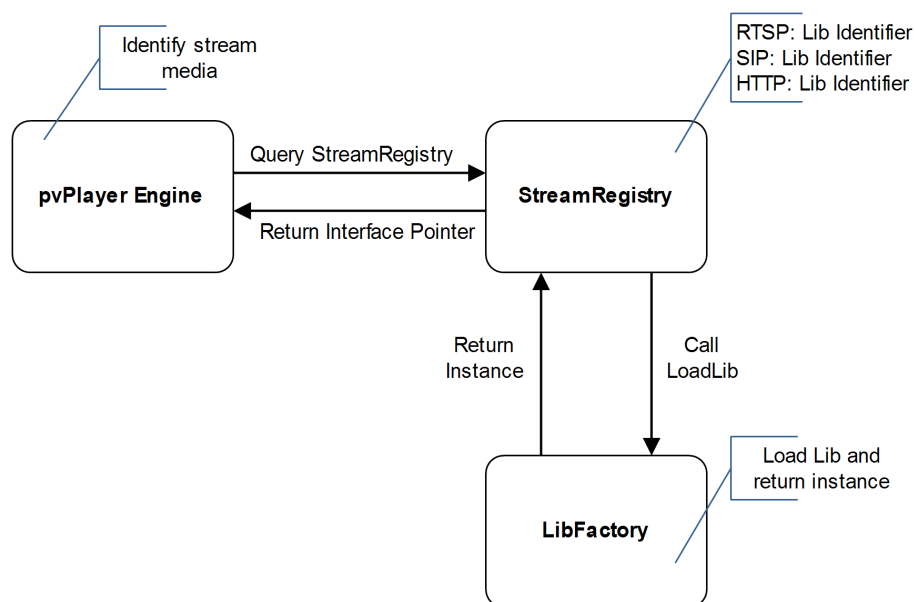 Identify stream
media
RTSP: Lib Identifier
SIP: Lib Identifier
HTTP: Lib Identifier
pvPlayer Engine
Query StreamRegistry
Return Interface Pointer
StreamRegistry
Return
Instance
Call
LoadLib
LibFactory
Load Lib and
return instance